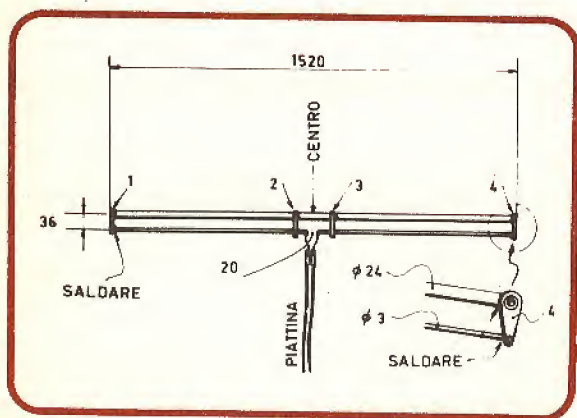 1520
CENTRO
1
2
3
4
36
20
SALDARE
PIATTINA
ϕ 24
ϕ 3
4
SALDARE